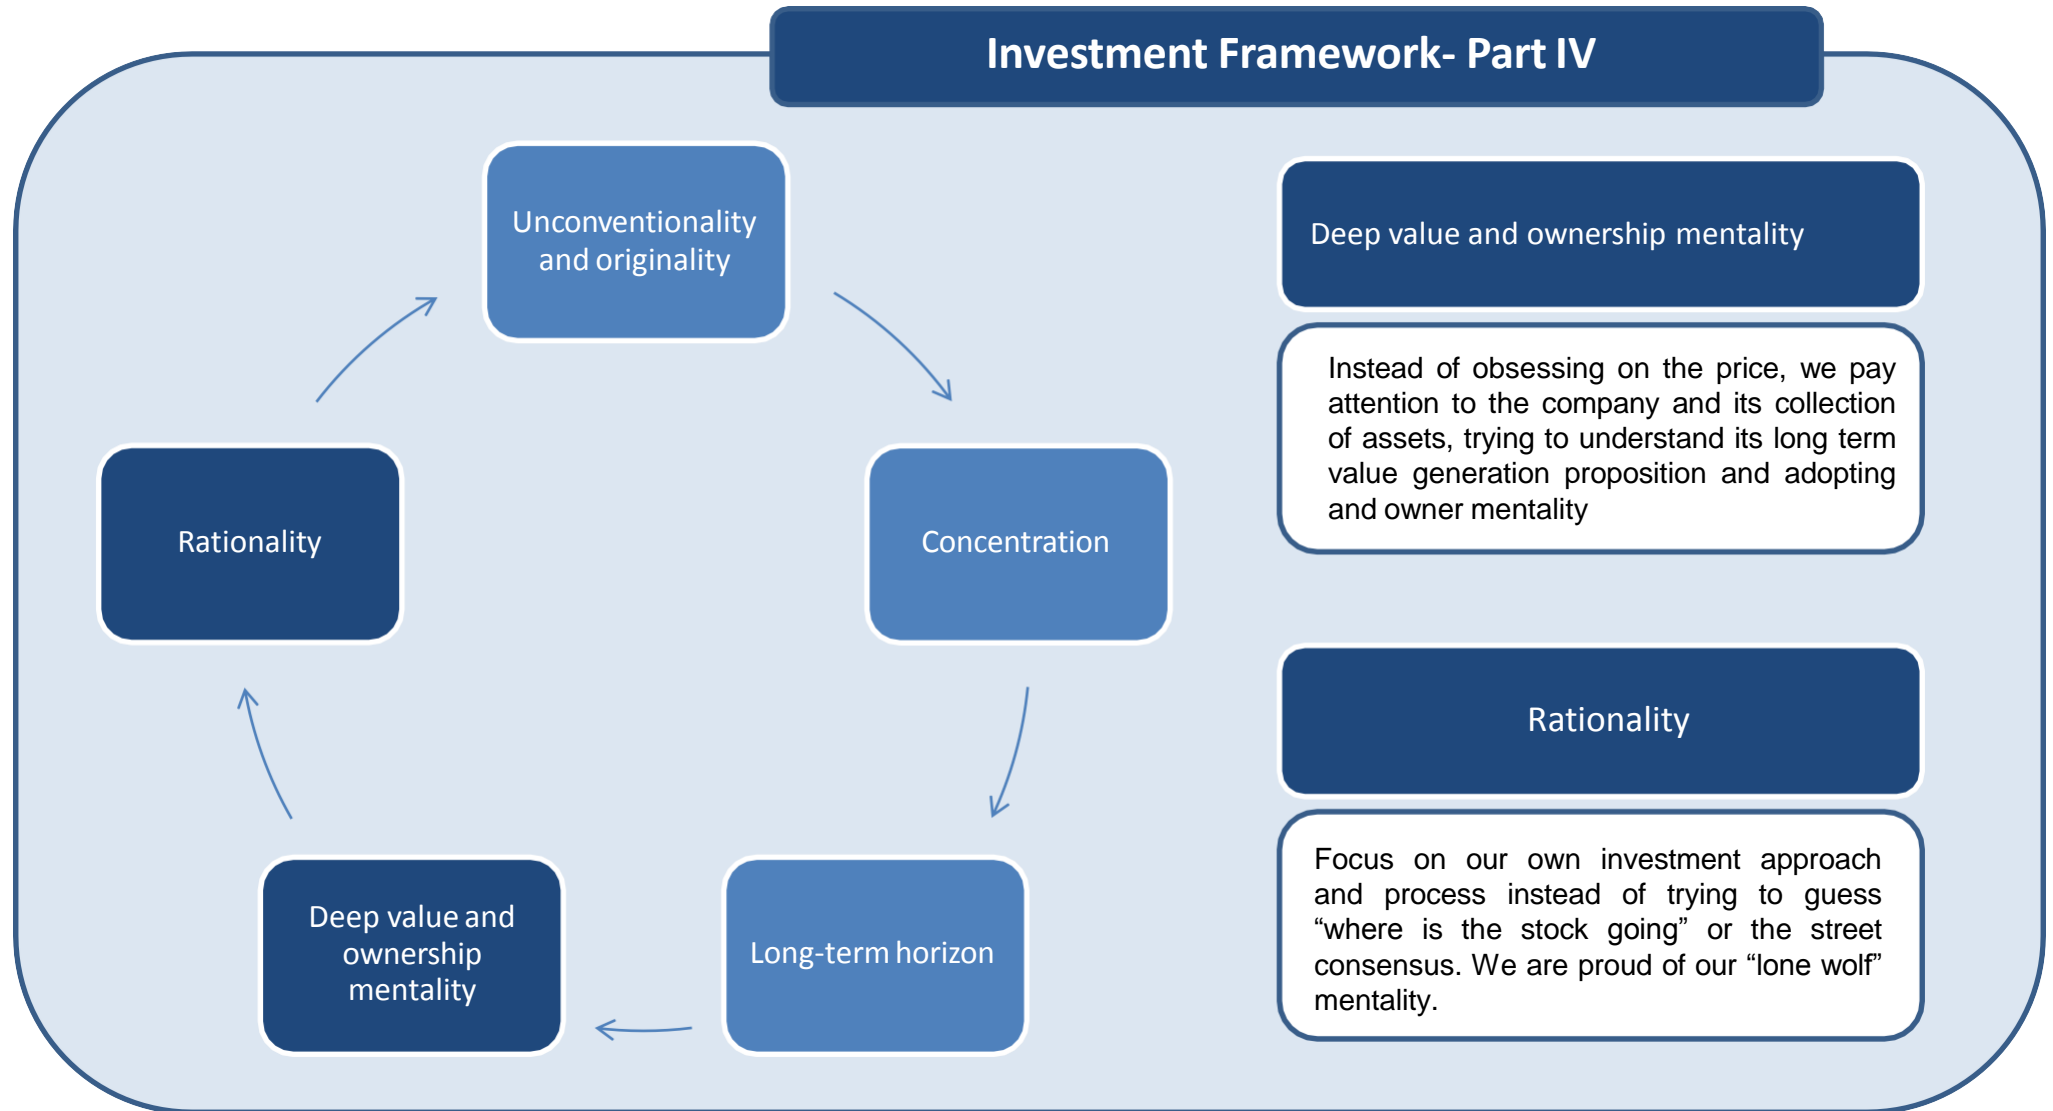 Investment Framework- Part IV
Unconventionality
and originality
Concentration
Long-term horizon
Deep value and
ownership
mentality
Rationality
Deep value and ownership mentality
Instead of obsessing on the price, we pay
attention to the company and its collection
of assets, trying to understand its long term
value generation proposition and adopting
and owner mentality
Rationality
Focus on our own investment approach
and process instead of trying to guess
“where is the stock going” or the street
consensus. We are proud of our “lone wolf”
mentality.